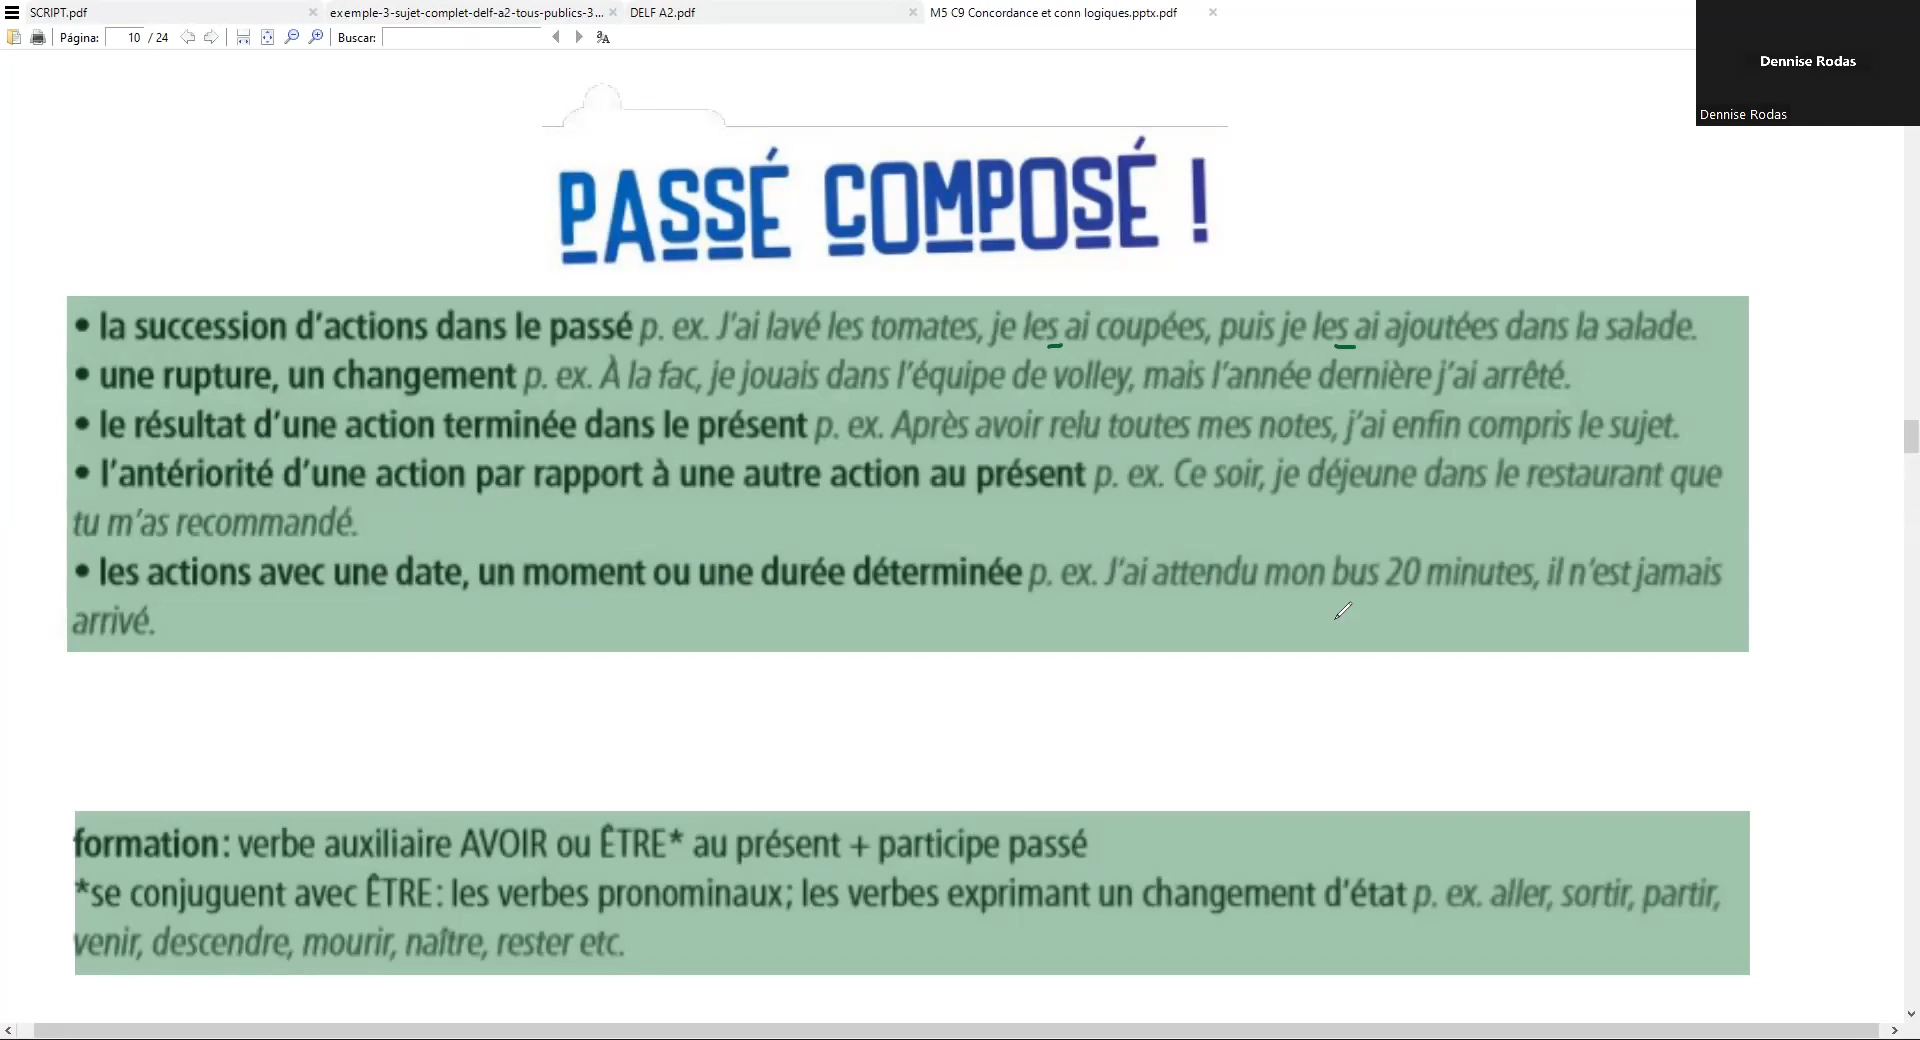 SCRIPT.pdf
exemple-3-sujet-complet-delf-a2-tous-publics-3...
DELF A2.pdf
M5 C9 Concordance et conn logiques.pptx.pdf
Página: 10 / 24
Buscar:
Dennise Rodas
Dennise Rodas
PASSÉ COMPOSÉ !
• la succession d’actions dans le passé p. ex. J’ai lavé les tomates, je les ai coupées, puis je les ai ajoutées dans la salade.
• une rupture, un changement p. ex. À la fac, je jouais dans l’équipe de volley, mais l’année dernière j’ai arrêté.
• le résultat d’une action terminée dans le présent p. ex. Après avoir relu toutes mes notes, j’ai enfin compris le sujet.
• l’antériorité d’une action par rapport à une autre action au présent p. ex. Ce soir, je déjeune dans le restaurant que
tu m’as recommandé.
• les actions avec une date, un moment ou une durée déterminée p. ex. J’ai attendu mon bus 20 minutes, il n’est jamais
arrivé.
formation : verbe auxiliaire AVOIR ou ÊTRE* au présent + participe passé
*se conjuguent avec ÊTRE : les verbes pronominaux ; les verbes exprimant un changement d’état p. ex. aller, sortir, partir,
venir, descendre, mourir, naître, rester etc.